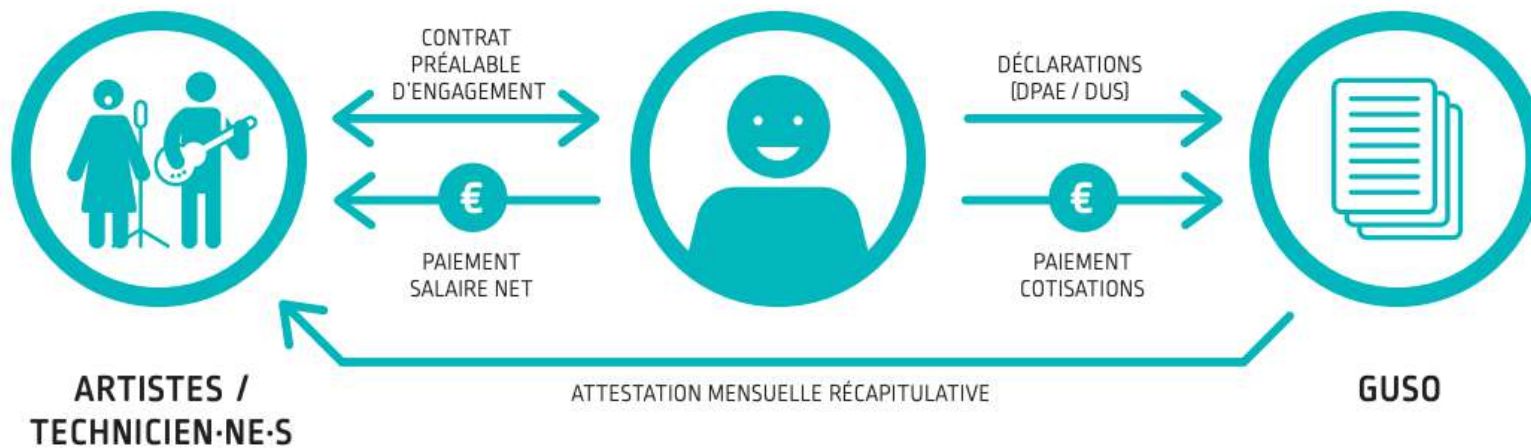 CONTRAT
PRÉALABLE
D'ENGAGEMENT
DÉCLARATIONS
(DPAE / DUS)
€
€
PAIEMENT
SALAIRE NET
PAIEMENT
COTISATIONS
ATTESTATION MENSUELLE RÉCAPITULATIVE
ARTISTES /
TECHNICIEN·NE·S
GUSO